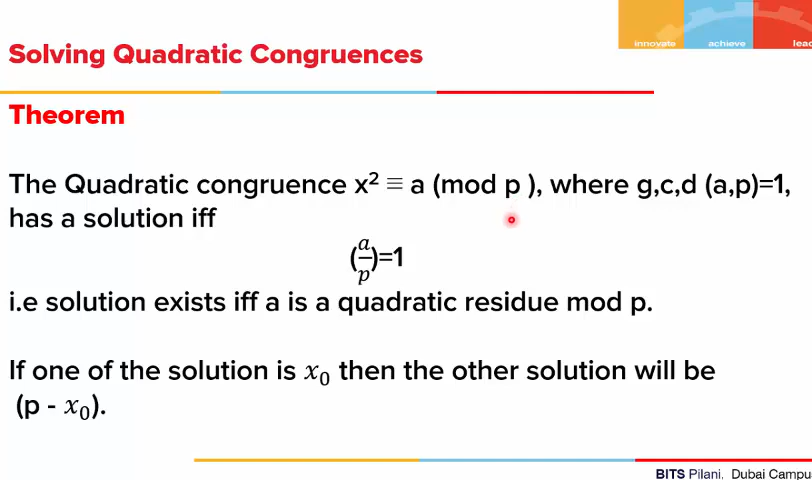 innovate achieve lead
Solving Quadratic Congruences
Theorem
The Quadratic congruence x² ≡ a (mod p ), where g,c,d (a,p)=1,
has a solution iff
(a/p)=1
i.e solution exists iff a is a quadratic residue mod p.
If one of the solution is x₀ then the other solution will be
(p - x₀).
BITS Pilani, Dubai Campu